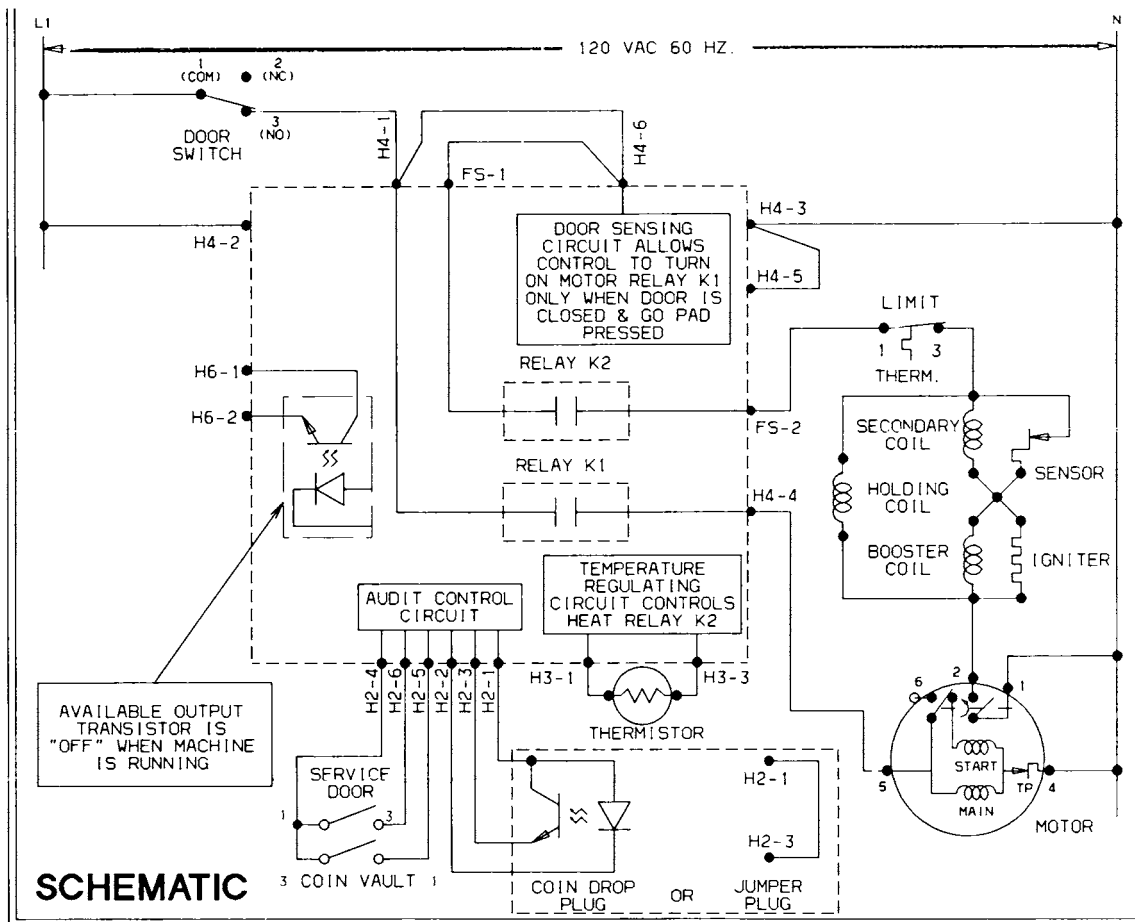 L1
N
120 VAC 60 HZ.
1
(COM)
2
(NC)
3
(NO)
DOOR
SWITCH
H4-1
H4-6
FS-1
H4-2
H4-3
H4-5
DOOR SENSING
CIRCUIT ALLOWS
CONTROL TO TURN
ON MOTOR RELAY K1
ONLY WHEN DOOR IS
CLOSED & GO PAD
PRESSED
LIMIT
1
3
THERM.
RELAY K2
H6-1
H6-2
FS-2
SECONDARY
COIL
SENSOR
RELAY K1
H4-4
HOLDING
COIL
BOOSTER
COIL
IGNITER
AUDIT CONTROL
CIRCUIT
TEMPERATURE
REGULATING
CIRCUIT CONTROLS
HEAT RELAY K2
H2-4
H2-6
H2-5
H2-2
H2-3
H2-1
H3-1
H3-3
THERMISTOR
AVAILABLE OUTPUT
TRANSISTOR IS
"OFF" WHEN MACHINE
IS RUNNING
SERVICE
DOOR
1
3
3 COIN VAULT 1
H2-1
H2-3
COIN DROP
PLUG
OR
JUMPER
PLUG
6
2
1
START
MAIN
TP
5
4
MOTOR
SCHEMATIC